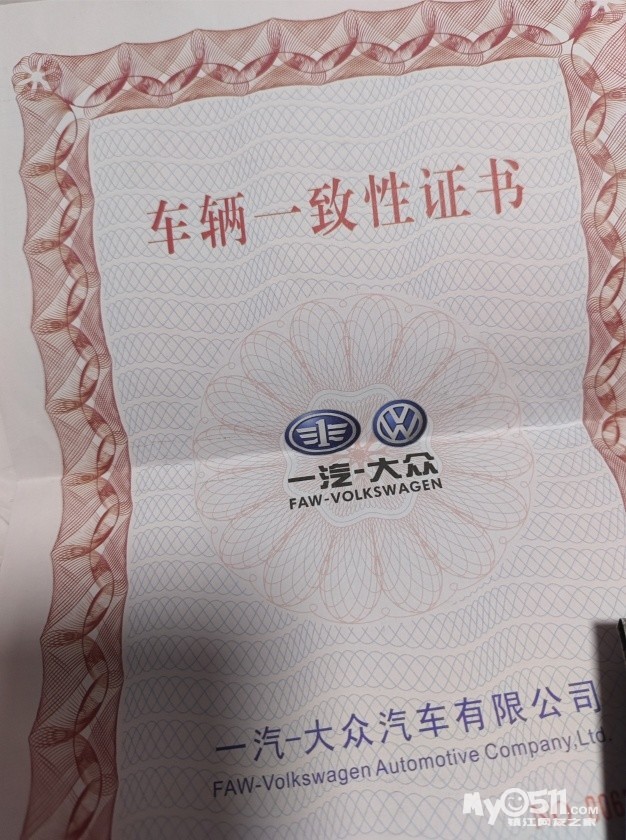 车辆一致性证书
一汽-大众
FAW-VOLKSWAGEN
一汽-大众汽车有限公司
FAW-Volkswagen Automotive Company,Ltd.
My0511.COM
镇江网友之家